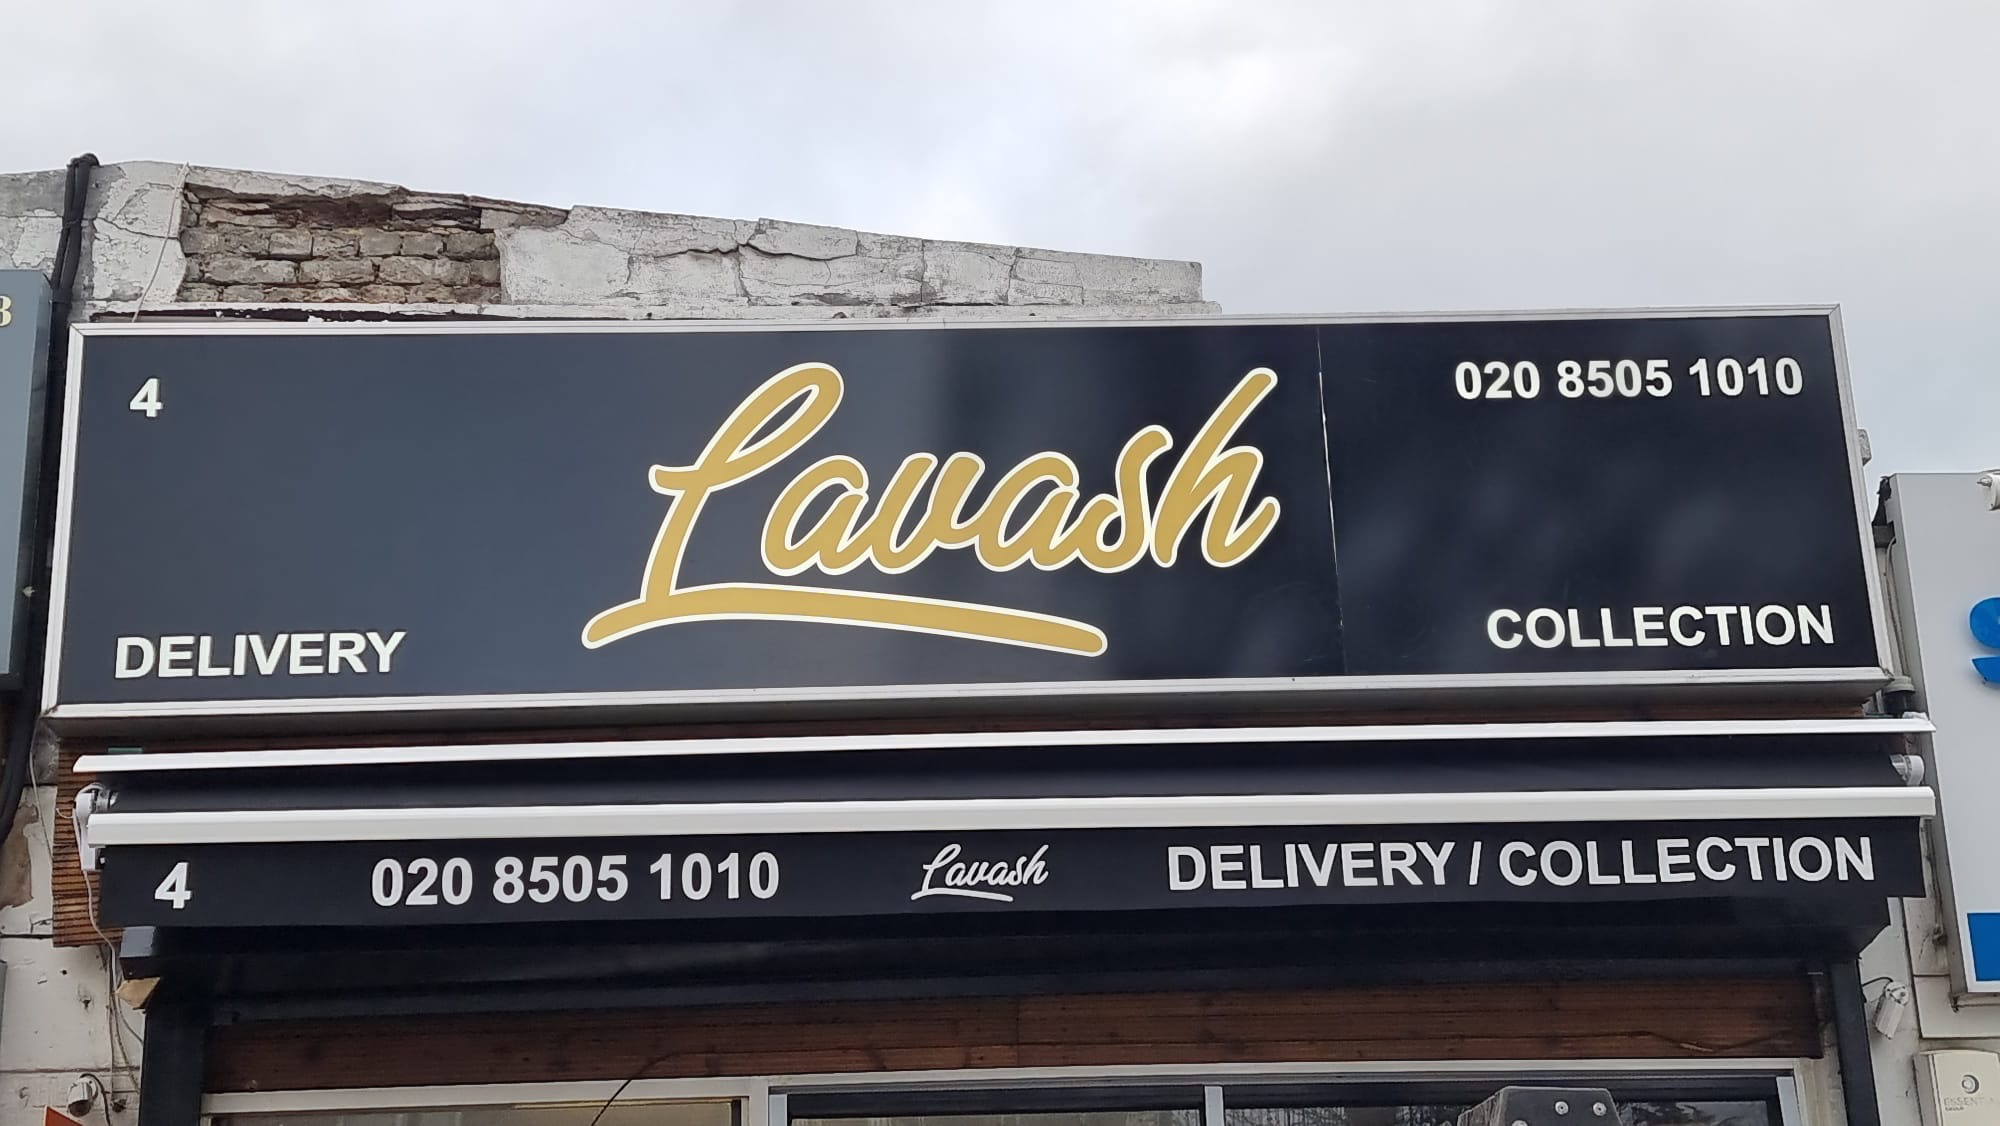 4
020 8505 1010
Lavash
DELIVERY
COLLECTION
4 020 8505 1010 Lavash DELIVERY / COLLECTION